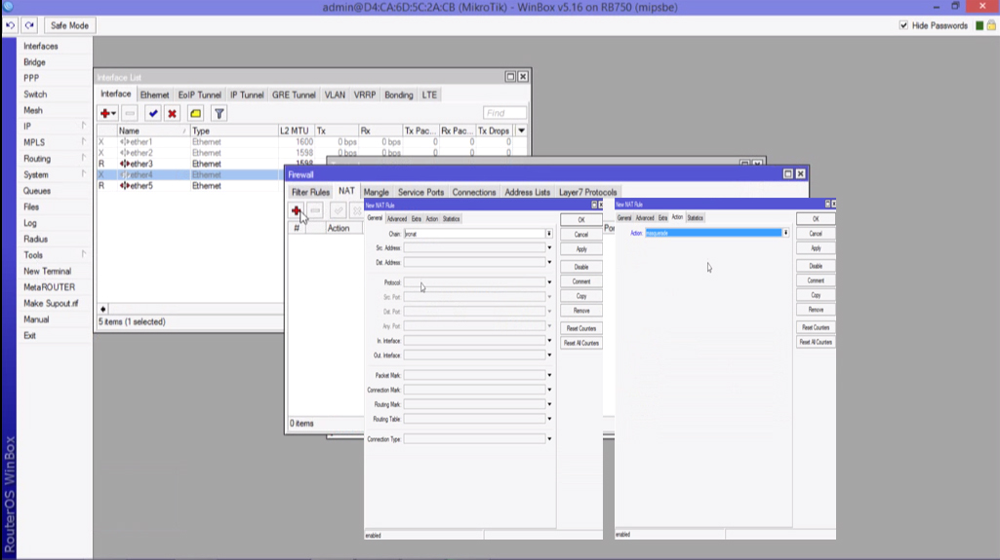 admin@D4:CA:6D:5C:2A:CB (MikroTik) - WinBox v5.16 on RB750 (mipsbe)
Safe Mode
Hide Passwords
Interfaces
Bridge
PPP
Switch
Mesh
IP
MPLS
Routing
System
Queues
Files
Log
Radius
Tools
New Terminal
MetaROUTER
Make Supout.rif
Manual
Exit
RouterOS WinBox
Interface List
Interface Ethernet EoIP Tunnel IP Tunnel GRE Tunnel VLAN VRRP Bonding LTE
Find
Name Type L2 MTU Tx Rx Tx Pac... Rx Pac... Tx Drops
X ether1 Ethernet 1600 0 bps 0 bps 0 0 0
X ether2 Ethernet 1598 0 bps 0 bps 0 0 0
R ether3 Ethernet
X ether4 Ethernet
R ether5 Ethernet
5 items (1 selected)
Firewall
Filter Rules NAT Mangle Service Ports Connections Address Lists Layer7 Protocols
# Action
0 items
New NAT Rule
General Advanced Extra Action Statistics
Chain: srcnat
Src. Address:
Dst. Address:
Protocol:
Src. Port:
Dst. Port:
Any. Port:
In. Interface:
Out. Interface:
Packet Mark:
Connection Mark:
Routing Mark:
Routing Table:
Connection Type:
OK
Cancel
Apply
Disable
Comment
Copy
Remove
Reset Counters
Reset All Counters
enabled
New NAT Rule
General Advanced Extra Action Statistics
Action: masquerade
OK
Cancel
Apply
Disable
Comment
Copy
Remove
Reset Counters
Reset All Counters
enabled